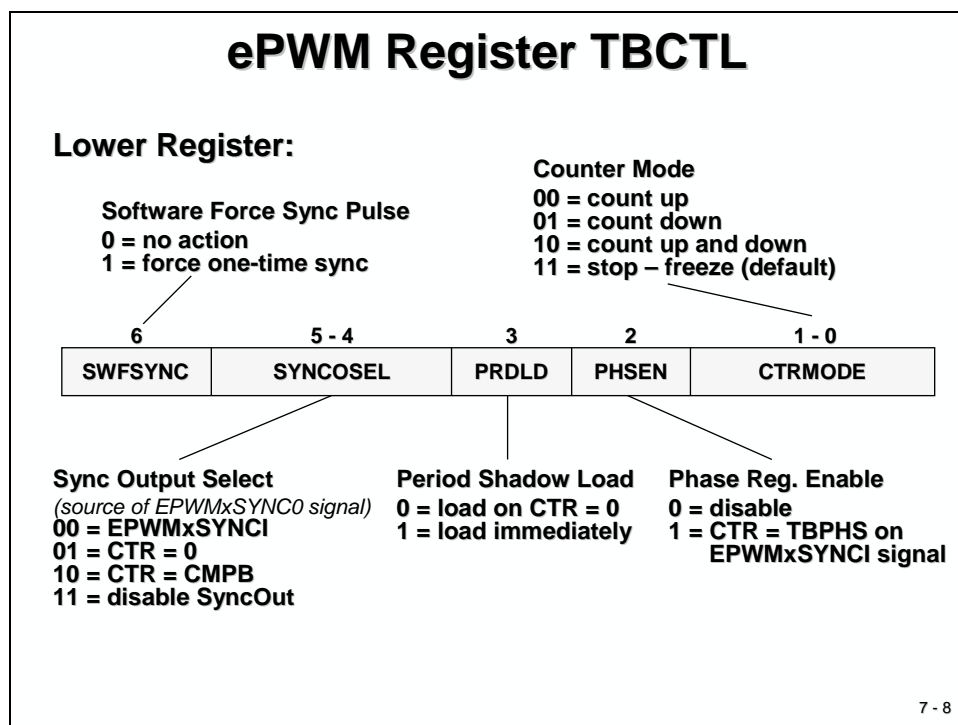 ePWM Register TBCTL
Lower Register:
Software Force Sync Pulse
0 = no action
1 = force one-time sync
Counter Mode
00 = count up
01 = count down
10 = count up and down
11 = stop – freeze (default)
6
5 - 4
3
2
1 - 0
SWFSYNC
SYNCOSEL
PRDLD
PHSEN
CTRMODE
Sync Output Select
(source of EPWMxSYNC0 signal)
00 = EPWMxSYNCI
01 = CTR = 0
10 = CTR = CMPB
11 = disable SyncOut
Period Shadow Load
0 = load on CTR = 0
1 = load immediately
Phase Reg. Enable
0 = disable
1 = CTR = TBPHS on
EPWMxSYNCI signal
7 - 8